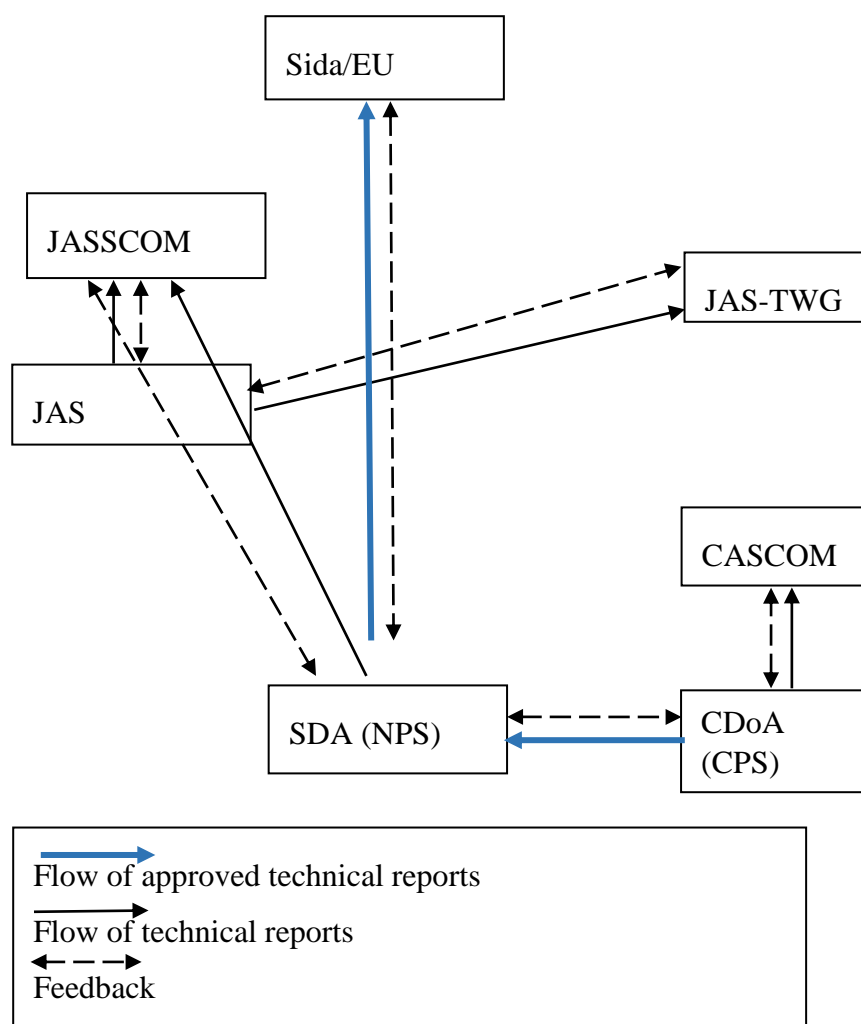 Sida/EU
JASSCOM
JAS-TWG
JAS
CASCOM
SDA (NPS)
CDoA
(CPS)
Flow of approved technical reports
Flow of technical reports
Feedback